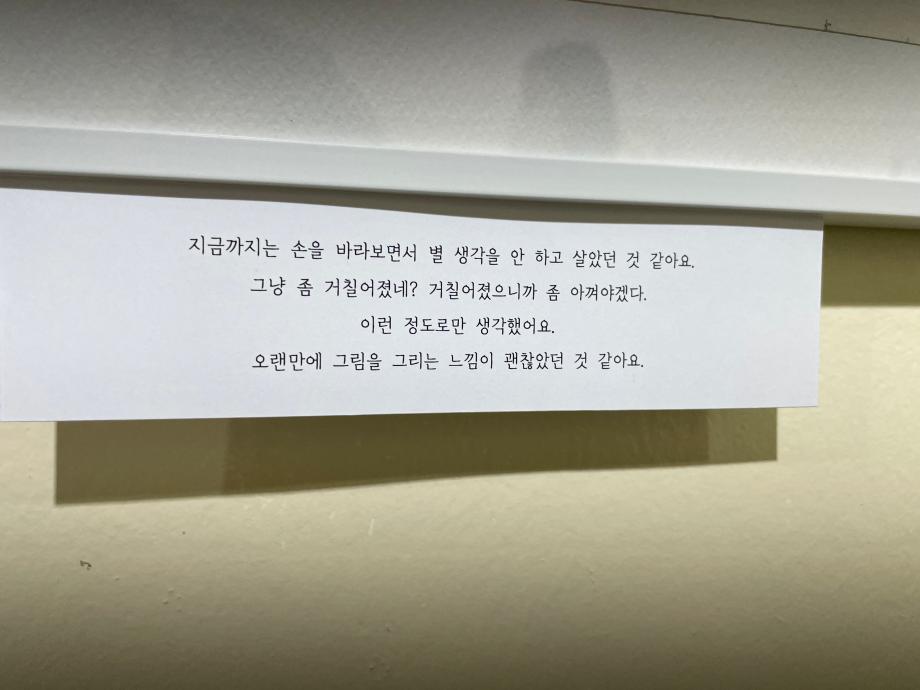 지금까지는 손을 바라보면서 별 생각을 안 하고 살았던 것 같아요.
그냥 좀 거칠어졌네? 거칠어졌으니까 좀 아껴야겠다.
이런 정도로만 생각했어요.
오랜만에 그림을 그리는 느낌이 괜찮았던 것 같아요.